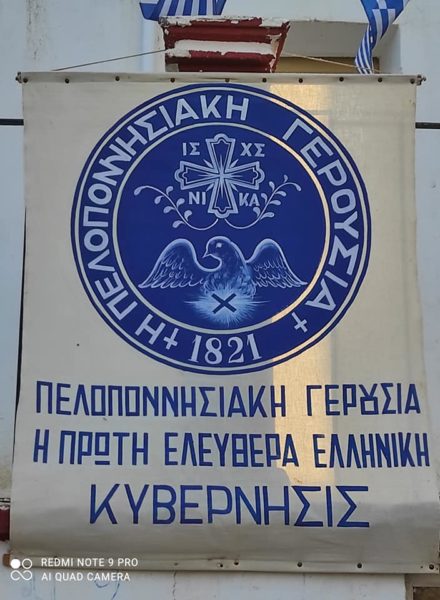 Η ΠΕΛΟΠΟΝΝΗΣΙΑΚΗ ΓΕΡΟΥΣΙΑ
ΙΣ ΧΣ
ΝΙ ΚΑ
1821
ΠΕΛΟΠΟΝΝΗΣΙΑΚΗ ΓΕΡȢΣΙΑ
Η ΠΡΩΤΗ ΕΛΕΥΘΕΡΑ ΕΛΛΗΝΙΚΗ
ΚΥΒΕΡΝΗΣΙΣ
REDMI NOTE 9 PRO
AI QUAD CAMERA